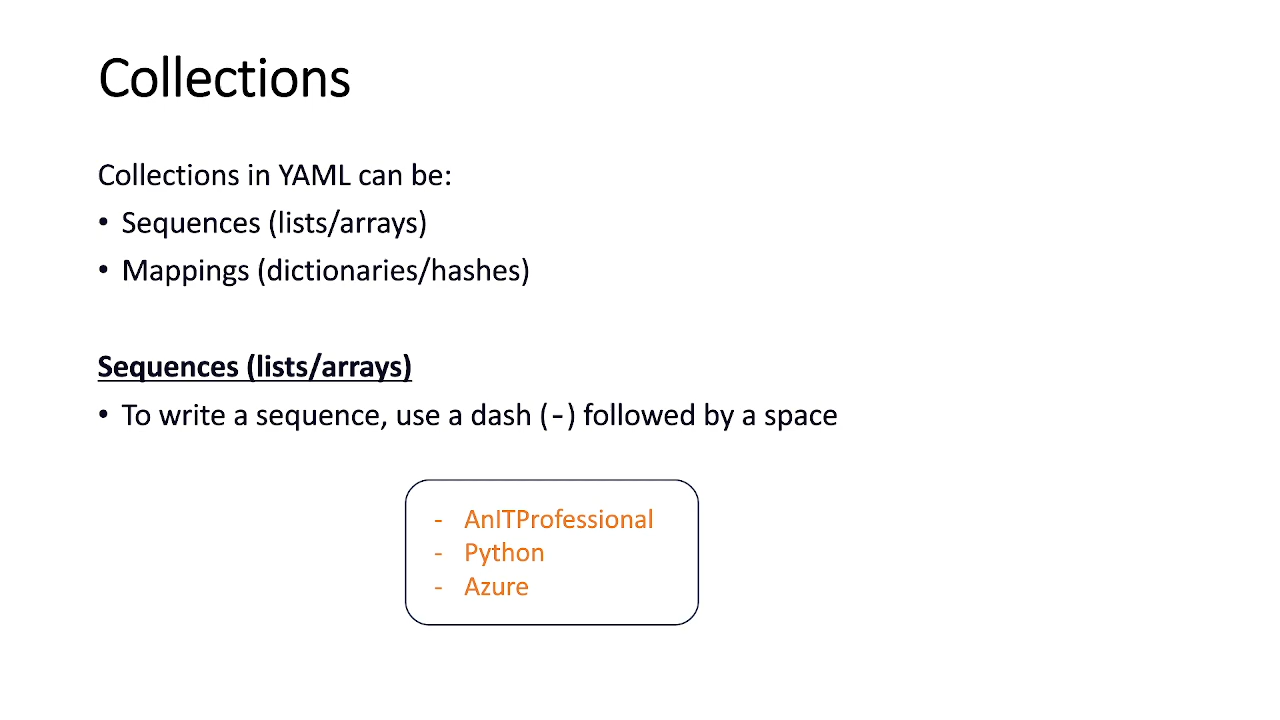 Collections
Collections in YAML can be:
• Sequences (lists/arrays)
• Mappings (dictionaries/hashes)
Sequences (lists/arrays)
• To write a sequence, use a dash (-) followed by a space
- AnITProfessional
- Python
- Azure